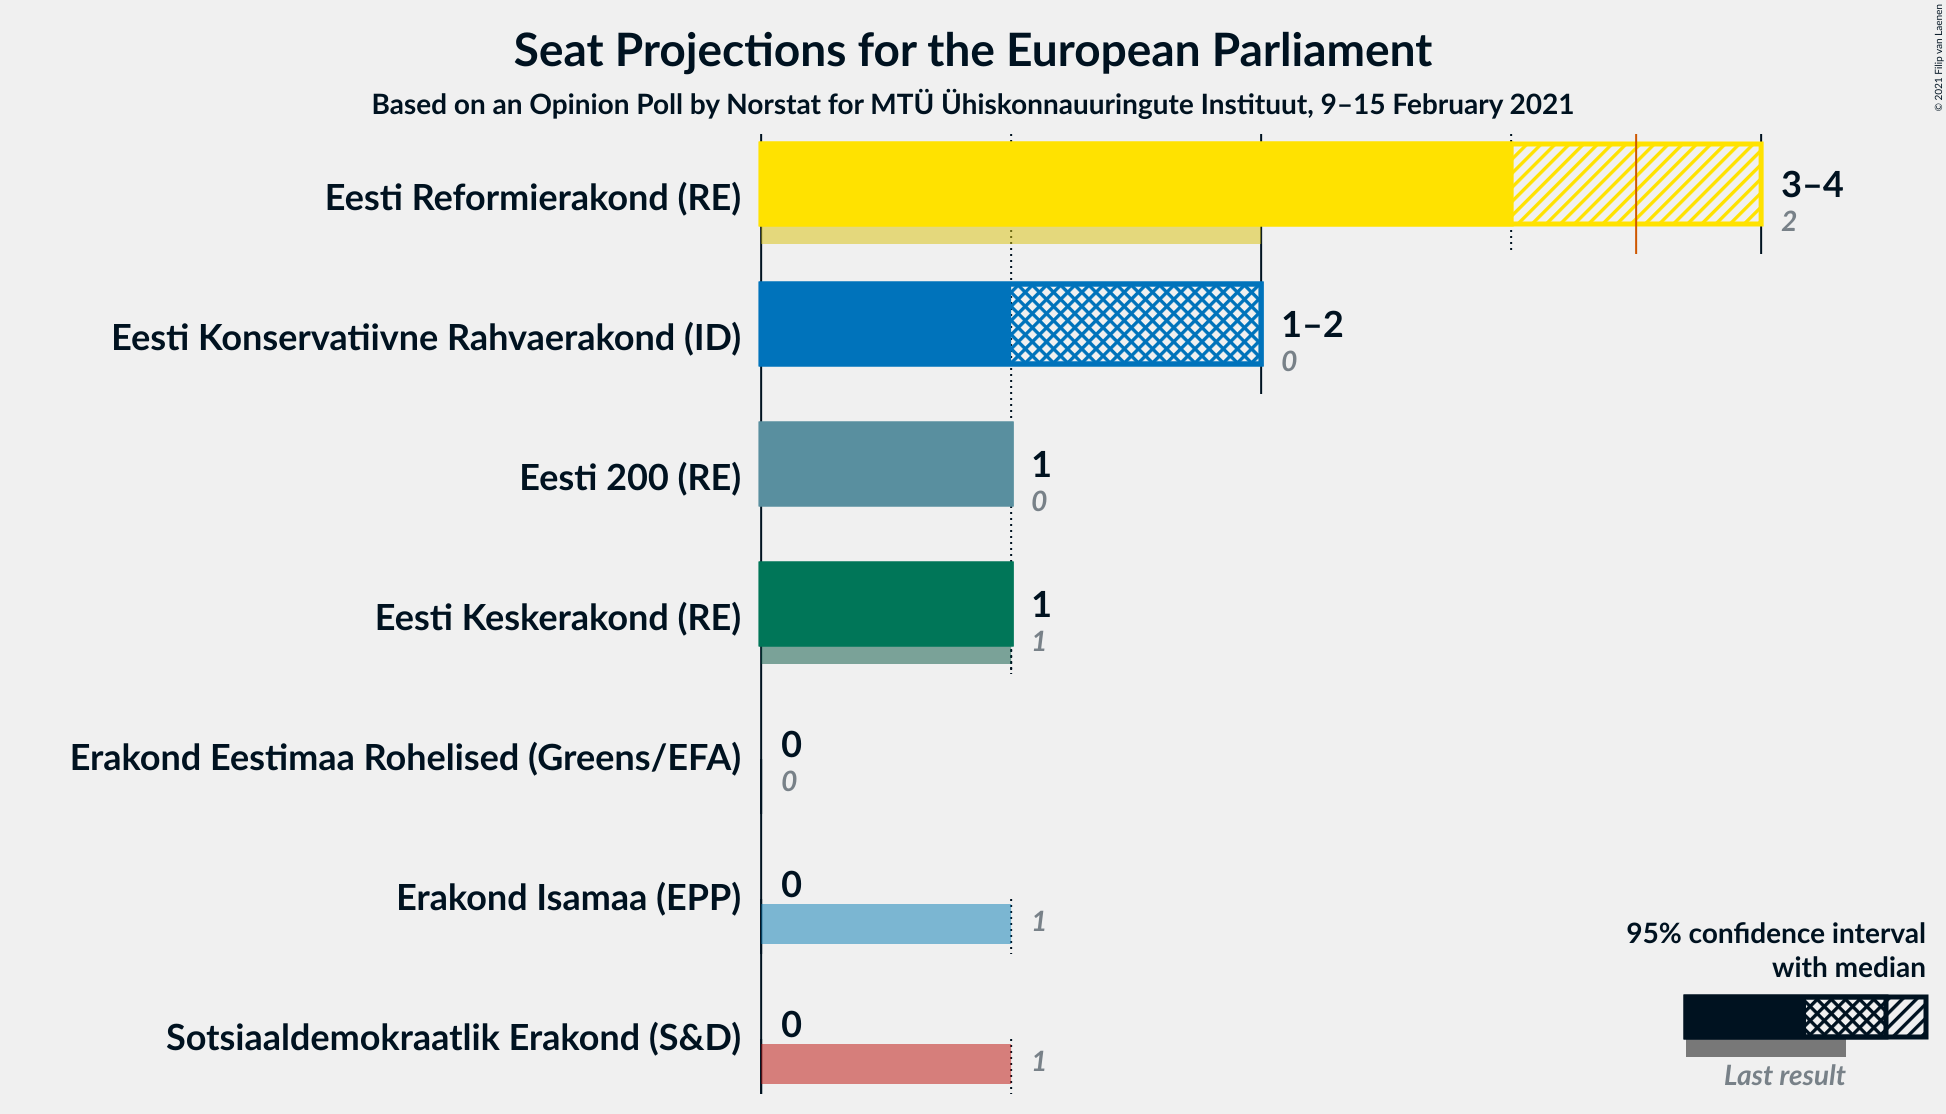 Seat Projections for the European Parliament
Based on an Opinion Poll by Norstat for MTÜ Ühiskonnauuringute Instituut, 9–15 February 2021
© 2021 Filip van Laenen
Eesti Reformierakond (RE)
3–4
2
Eesti Konservatiivne Rahvaerakond (ID)
1–2
0
Eesti 200 (RE)
1
0
Eesti Keskerakond (RE)
1
1
Erakond Eestimaa Rohelised (Greens/EFA)
0
0
Erakond Isamaa (EPP)
0
1
Sotsiaaldemokraatlik Erakond (S&D)
0
1
95% confidence interval
with median
Last result